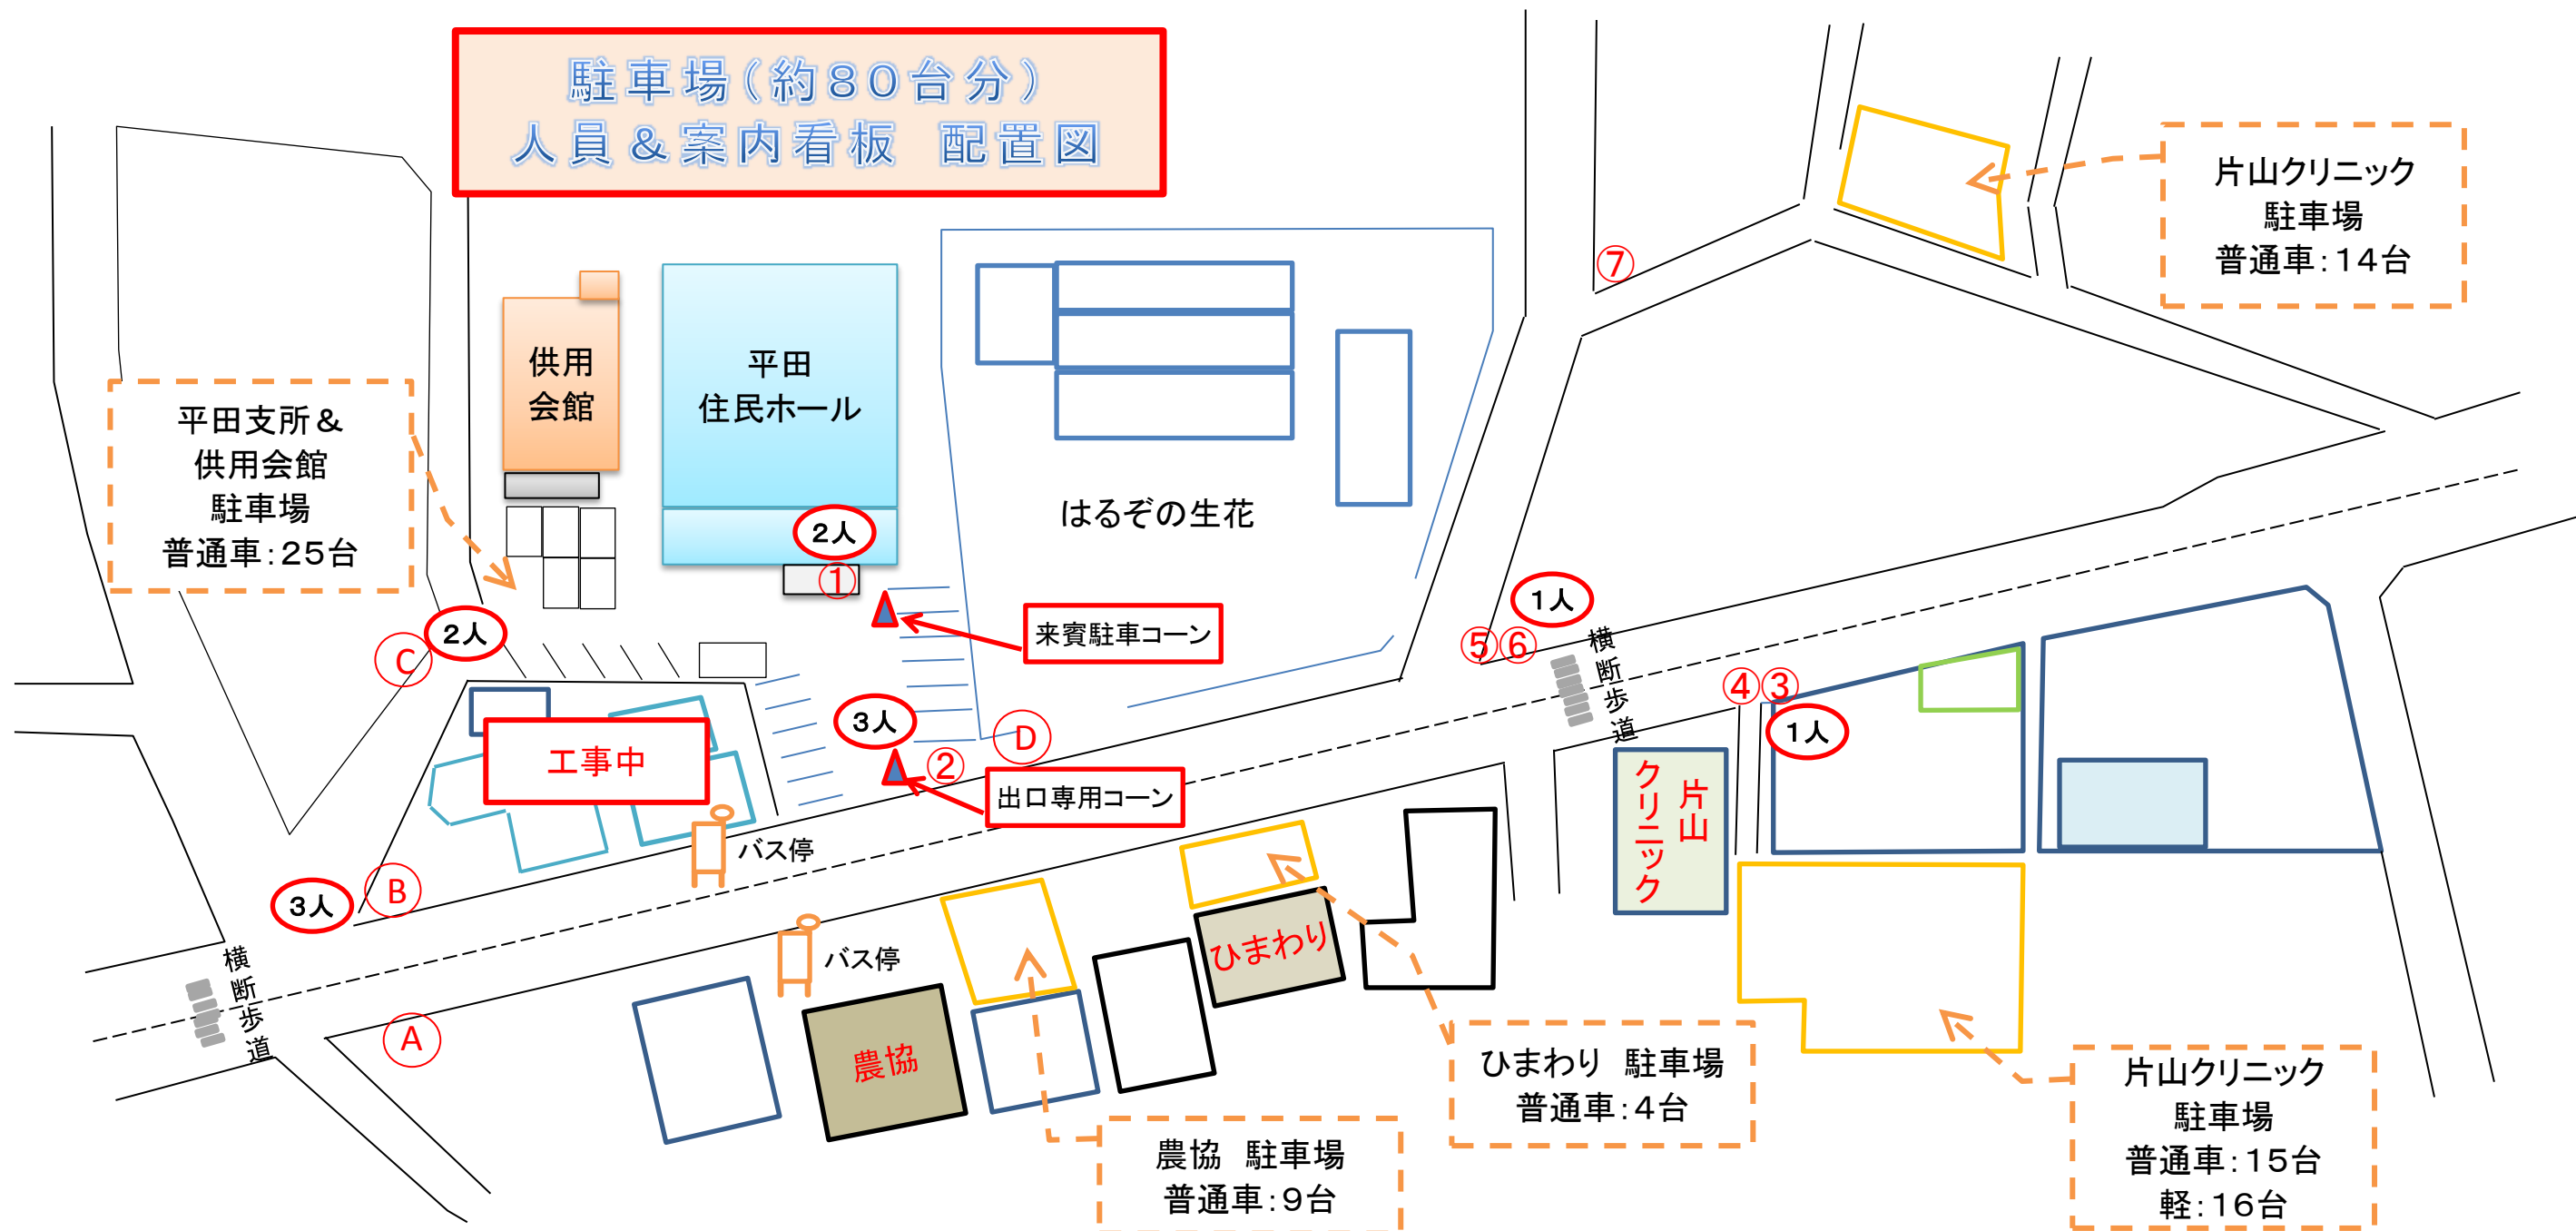 駐車場(約80台分)
人員&案内看板 配置図
片山クリニック
駐車場
普通車:14台
⑦
供用
会館
平田
住民ホール
平田支所&
供用会館
駐車場
普通車:25台
はるぞの生花
2人
①
来賓駐車コーン
2人
C
1人
⑤⑥
横断歩道
④③
1人
3人
②
D
出口専用コーン
工事中
バス停
片山
クリニック
3人
B
横断歩道
バス停
A
農協
ひまわり
ひまわり 駐車場
普通車:4台
農協 駐車場
普通車:9台
片山クリニック
駐車場
普通車:15台
軽:16台